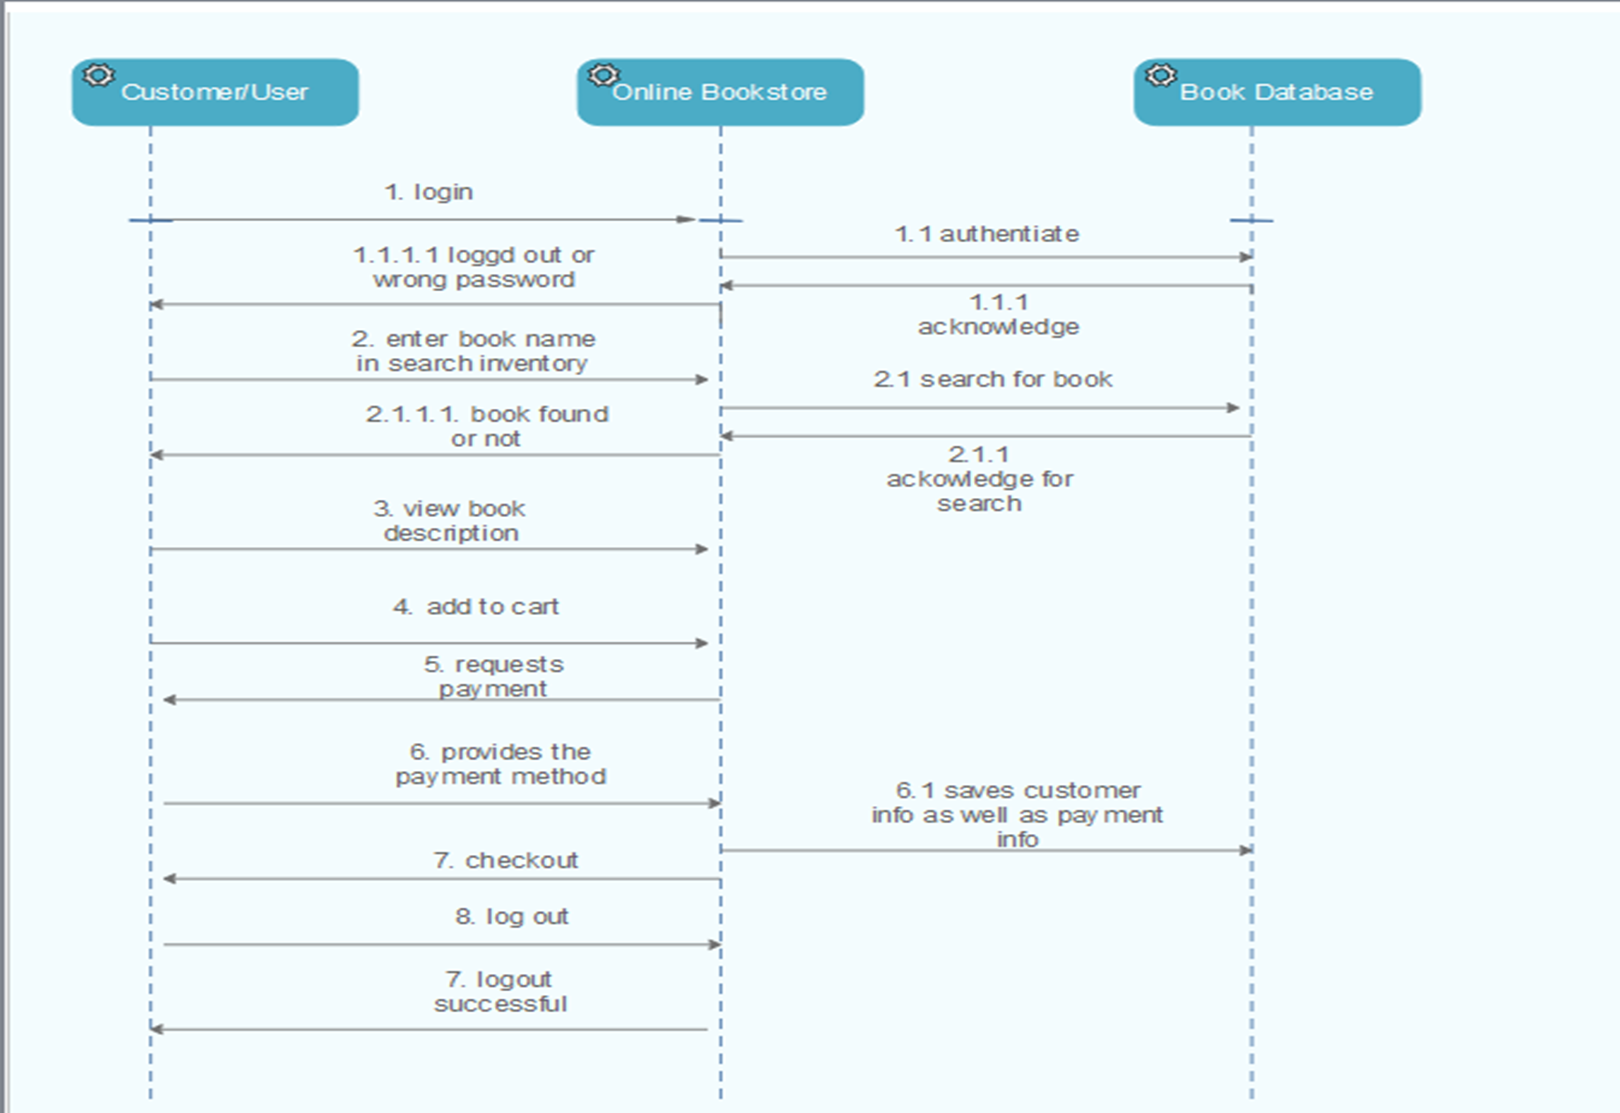 Customer/User
Online Bookstore
Book Database
1. login
1.1 authentiate
1.1.1.1 loggd out or
wrong password
1.1.1
acknowledge
2. enter book name
in search inventory
2.1 search for book
2.1.1.1. book found
or not
2.1.1
ackowledge for
search
3. view book
description
4. add to cart
5. requests
payment
6. provides the
payment method
6.1 saves customer
info as well as payment
info
7. checkout
8. log out
7. logout
successful